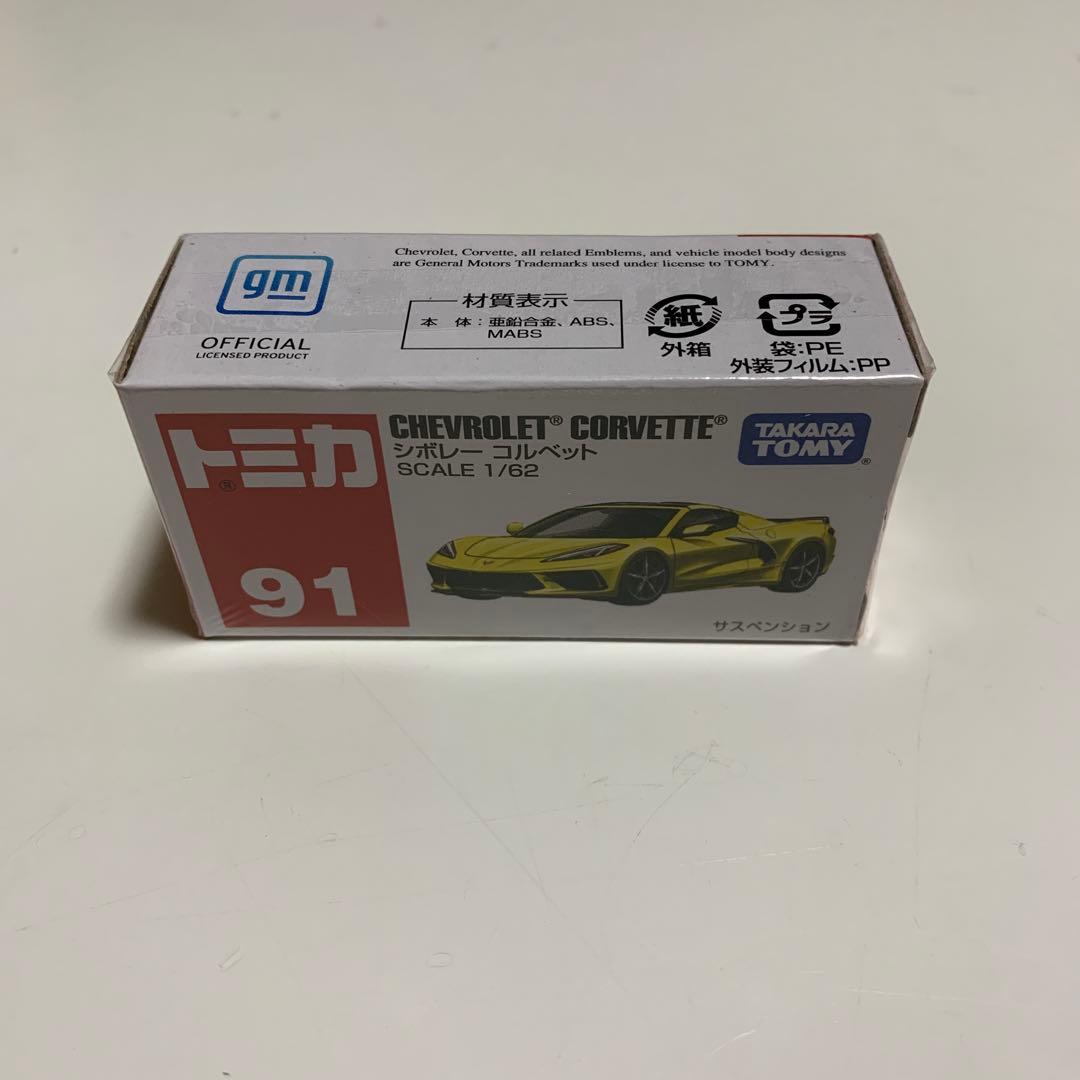 gm
OFFICIAL
LICENSED PRODUCT
Chevrolet, Corvette, all related Emblems, and vehicle model body designs
are General Motors Trademarks used under license to TOMY.
材質表示
本 体：亜鉛合金、ABS、
MABS
紙
外箱
プラ
袋:PE
外装フィルム:PP
トミカ®
91
CHEVROLET® CORVETTE®
シボレー コルベット
SCALE 1/62
TAKARA
TOMY®
サスペンション